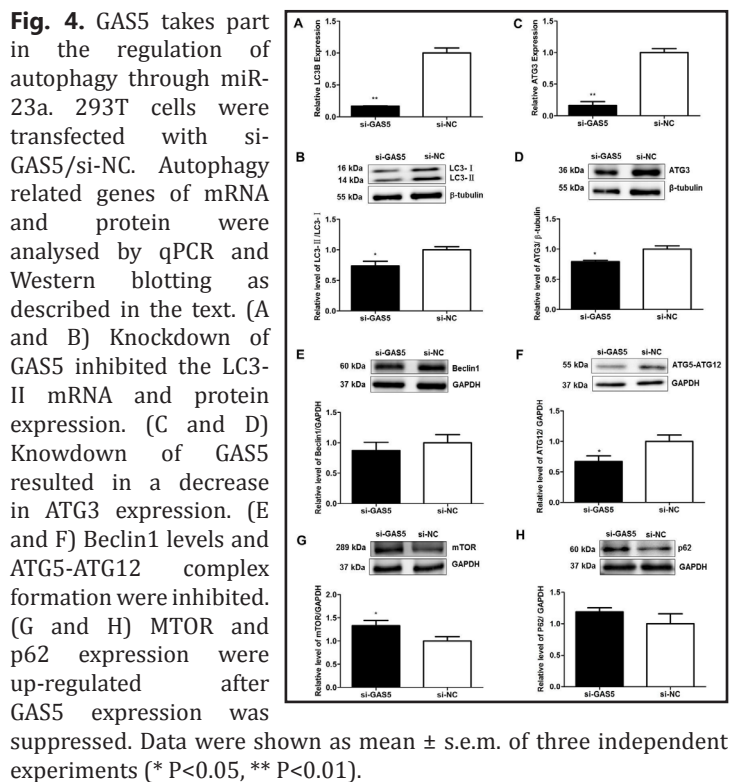 Fig. 4. GAS5 takes part
in the regulation of
autophagy through miR-
23a. 293T cells were
transfected with si-
GAS5/si-NC. Autophagy
related genes of mRNA
and protein were
analysed by qPCR and
Western blotting as
described in the text. (A
and B) Knockdown of
GAS5 inhibited the LC3-
II mRNA and protein
expression. (C and D)
Knowdown of GAS5
resulted in a decrease
in ATG3 expression. (E
and F) Beclin1 levels and
ATG5-ATG12 complex
formation were inhibited.
(G and H) MTOR and
p62 expression were
up-regulated after
GAS5 expression was
suppressed. Data were shown as mean ± s.e.m. of three independent
experiments (* P<0.05, ** P<0.01).
A
Relative LC3B Expression
1.5
1.0
0.5
0.0
**
si-GAS5 si-NC
C
Relative ATG3 Expression
1.5
1.0
0.5
0.0
**
si-GAS5 si-NC
B
si-GAS5 si-NC
16 kDa LC3-Ⅰ
14 kDa LC3-Ⅱ
55 kDa β-tubulin
Relative level of LC3-Ⅱ/LC3-Ⅰ
1.5
1.0
0.5
0.0
*
si-GAS5 si-NC
D
si-GAS5 si-NC
36 kDa ATG3
55 kDa β-tubulin
Relative level of ATG3/ β-tubulin
1.5
1.0
0.5
0.0
*
si-GAS5 si-NC
E
si-GAS5 si-NC
60 kDa Beclin1
37 kDa GAPDH
Relative level of Beclin1/GAPDH
1.5
1.0
0.5
0.0
si-GAS5 si-NC
F
si-GAS5 si-NC
55 kDa ATG5-ATG12
37 kDa GAPDH
Relative level of ATG12/ GAPDH
1.5
1.0
0.5
0.0
*
si-GAS5 si-NC
G
si-GAS5 si-NC
289 kDa mTOR
37 kDa GAPDH
Relative level of mTOR/GAPDH
2.0
1.5
1.0
0.5
0.0
*
si-GAS5 si-NC
H
si-GAS5 si-NC
60 kDa p62
37 kDa GAPDH
Relative level of P62/ GAPDH
1.5
1.0
0.5
0.0
si-GAS5 si-NC